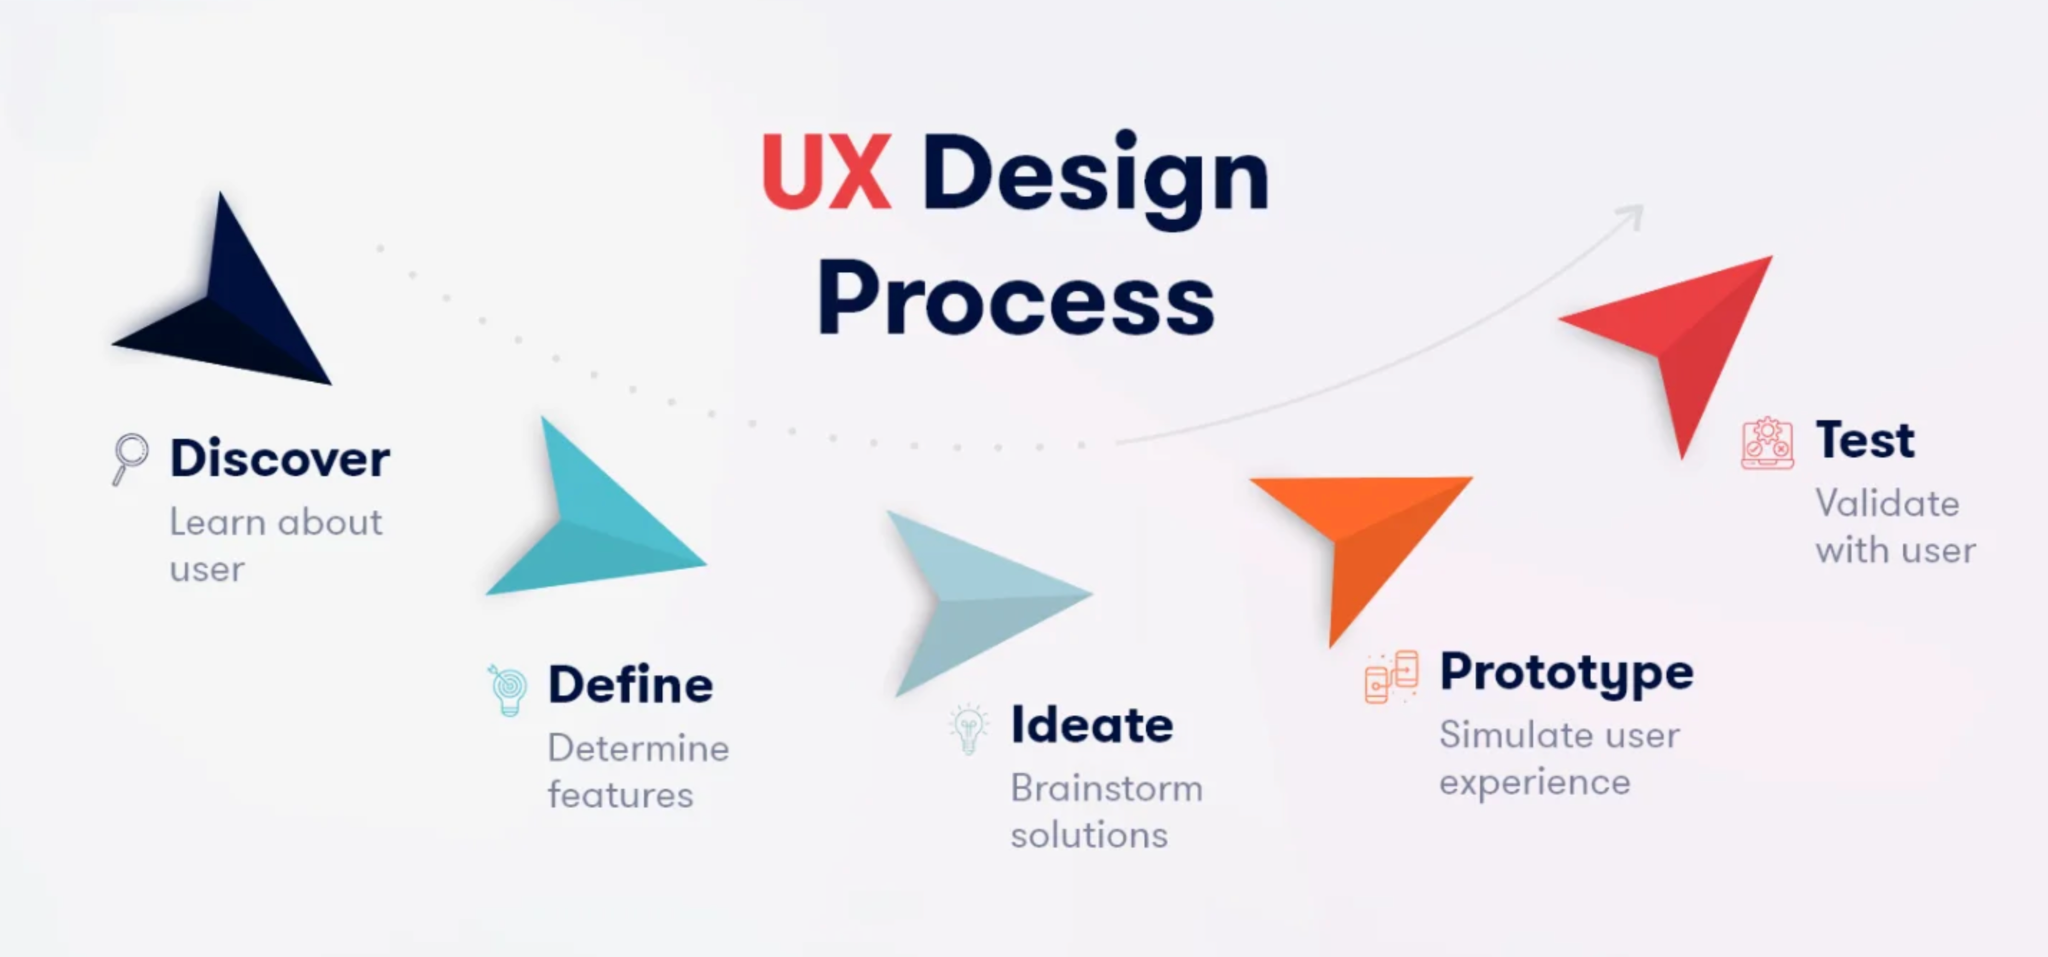 UX Design
Process
Discover
Learn about
user
Define
Determine
features
Ideate
Brainstorm
solutions
Prototype
Simulate user
experience
Test
Validate
with user